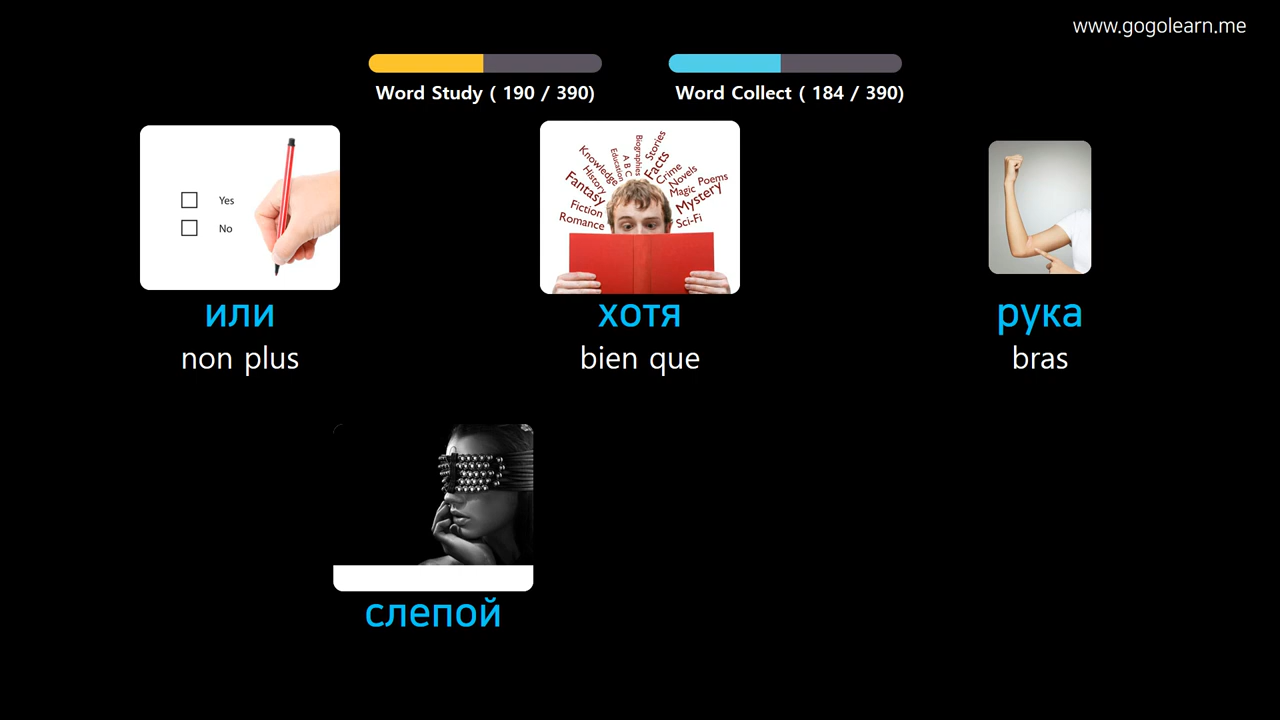 www.gogolearn.me
Word Study ( 190 / 390)
Word Collect ( 184 / 390)
Yes
No
Knowledge
History
Fantasy
Fiction
Romance
Education
A B C
Biographies
Stories
Facts
Crime
Novels
Magic
Poems
Mystery
Sci-Fi
или
хотя
рука
non plus
bien que
bras
слепой